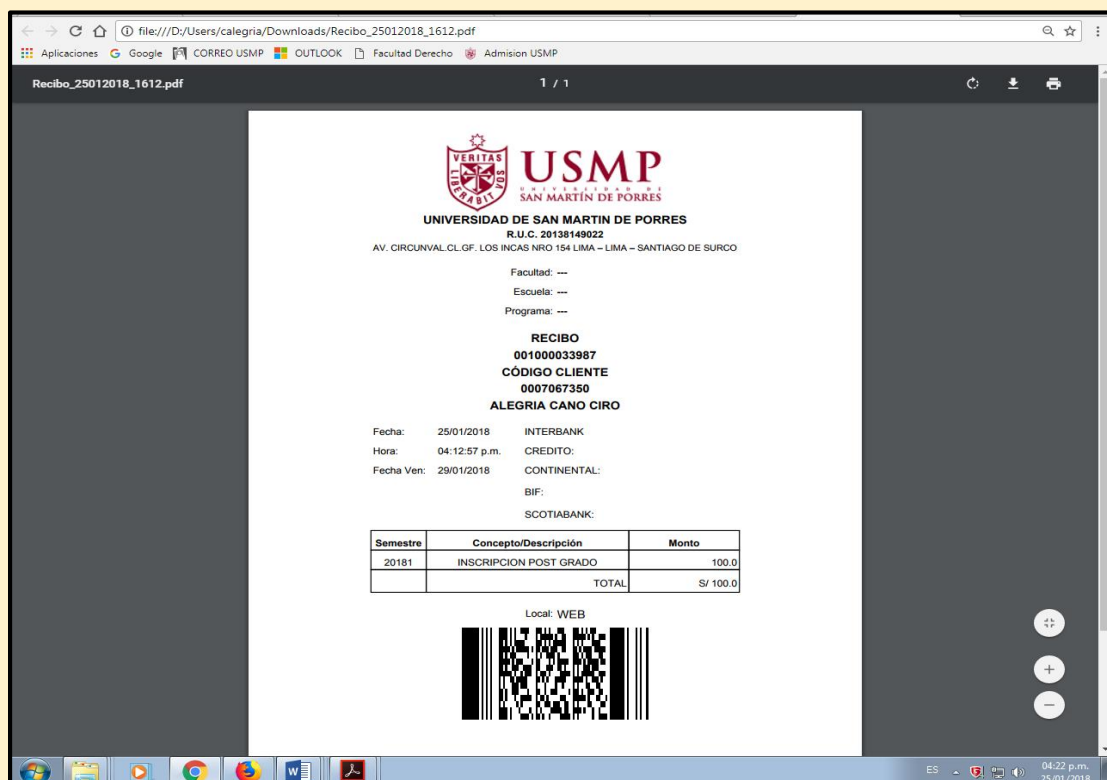 file:///D:/Users/calegria/Downloads/Recibo_25012018_1612.pdf
Aplicaciones Google CORREO USMP OUTLOOK Facultad Derecho Admision USMP
Recibo_25012018_1612.pdf 1 / 1
VERITAS
LIBERABIT VOS
USMP
UNIVERSIDAD DE
SAN MARTÍN DE PORRES
UNIVERSIDAD DE SAN MARTIN DE PORRES
R.U.C. 20138149022
AV. CIRCUNVAL.CL.GF. LOS INCAS NRO 154 LIMA – LIMA – SANTIAGO DE SURCO
Facultad: ---
Escuela: ---
Programa: ---
RECIBO
001000033987
CÓDIGO CLIENTE
0007067350
ALEGRIA CANO CIRO
Fecha: 25/01/2018 INTERBANK
Hora: 04:12:57 p.m. CREDITO:
Fecha Ven: 29/01/2018 CONTINENTAL:
BIF:
SCOTIABANK:
Semestre Concepto/Descripción Monto
20181 INSCRIPCION POST GRADO 100.0
TOTAL S/ 100.0
Local: WEB
ES 04:22 p.m.
25/01/2018